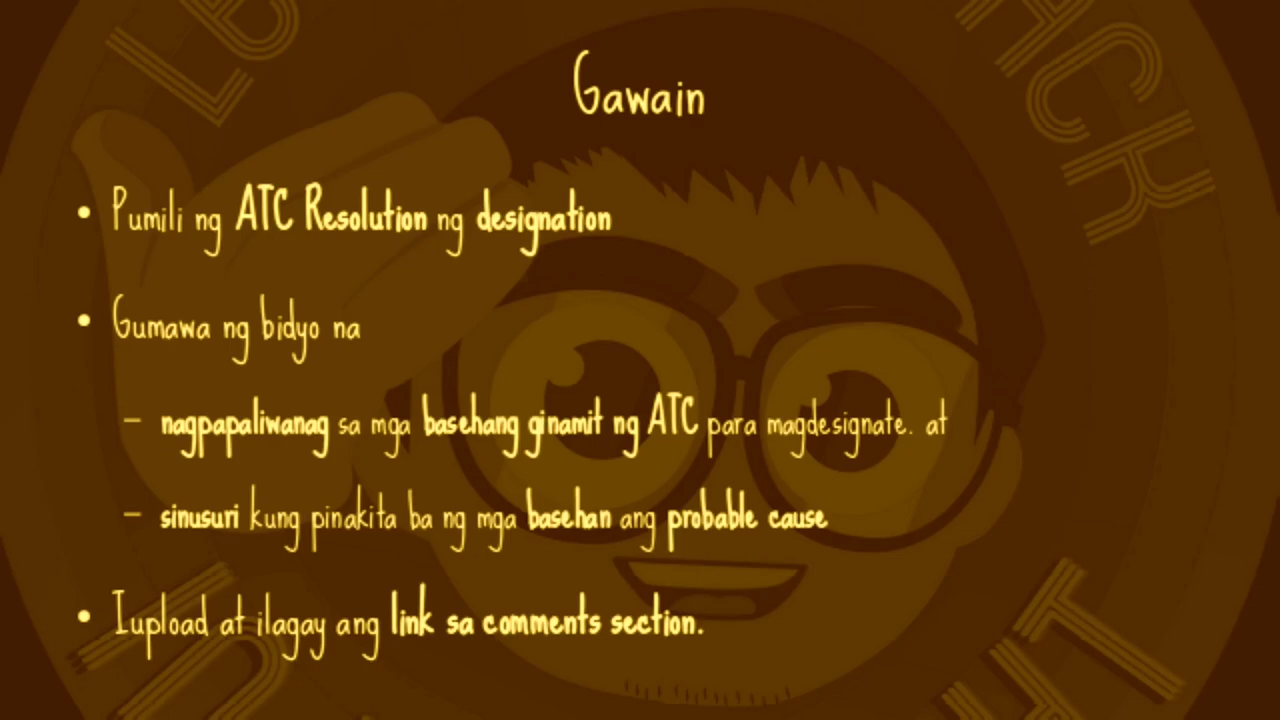 Gawain
• Pumili ng ATC Resolution ng designation
• Gumawa ng bidyo na
– nagpapaliwanag sa mga basehang ginamit ng ATC para magdesignate. at
– sinusuri kung pinakita ba ng mga basehan ang probable cause
• Iupload at ilagay ang link sa comments section.